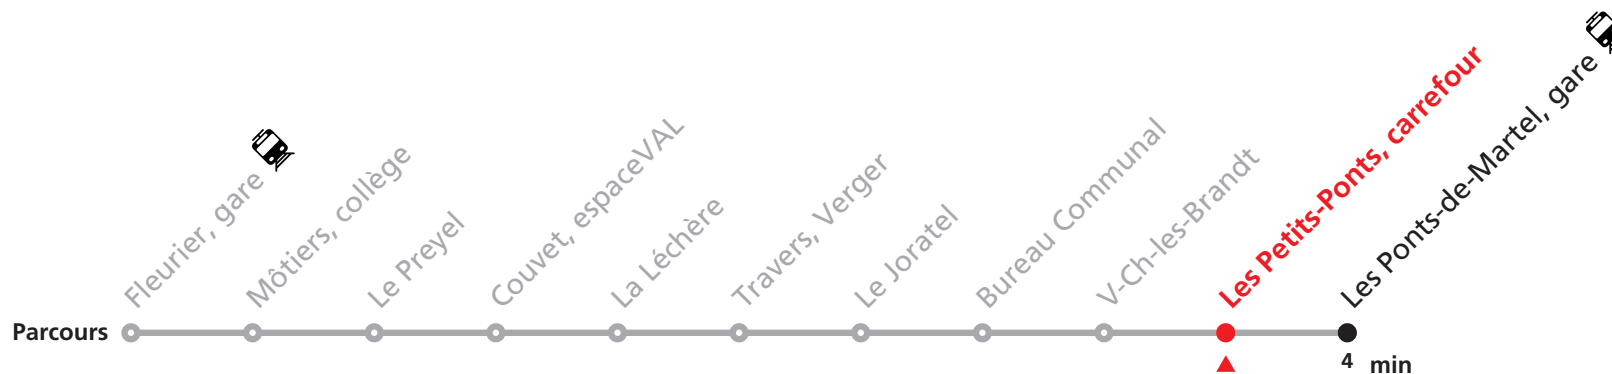 Fleurier, gare
Môtiers, collège
Le Preyel
Couvet, espaceVAL
La Léchère
Travers, Verger
Le Joratel
Bureau Communal
V-Ch-les-Brandt
Les Petits-Ponts, carrefour
Les Ponts-de-Martel, gare
Parcours
4 min